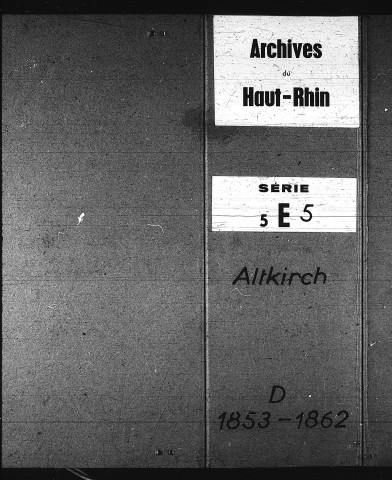 Archives
du
Haut-Rhin
SÉRIE
5 E 5
Altkirch
D
1853-1862